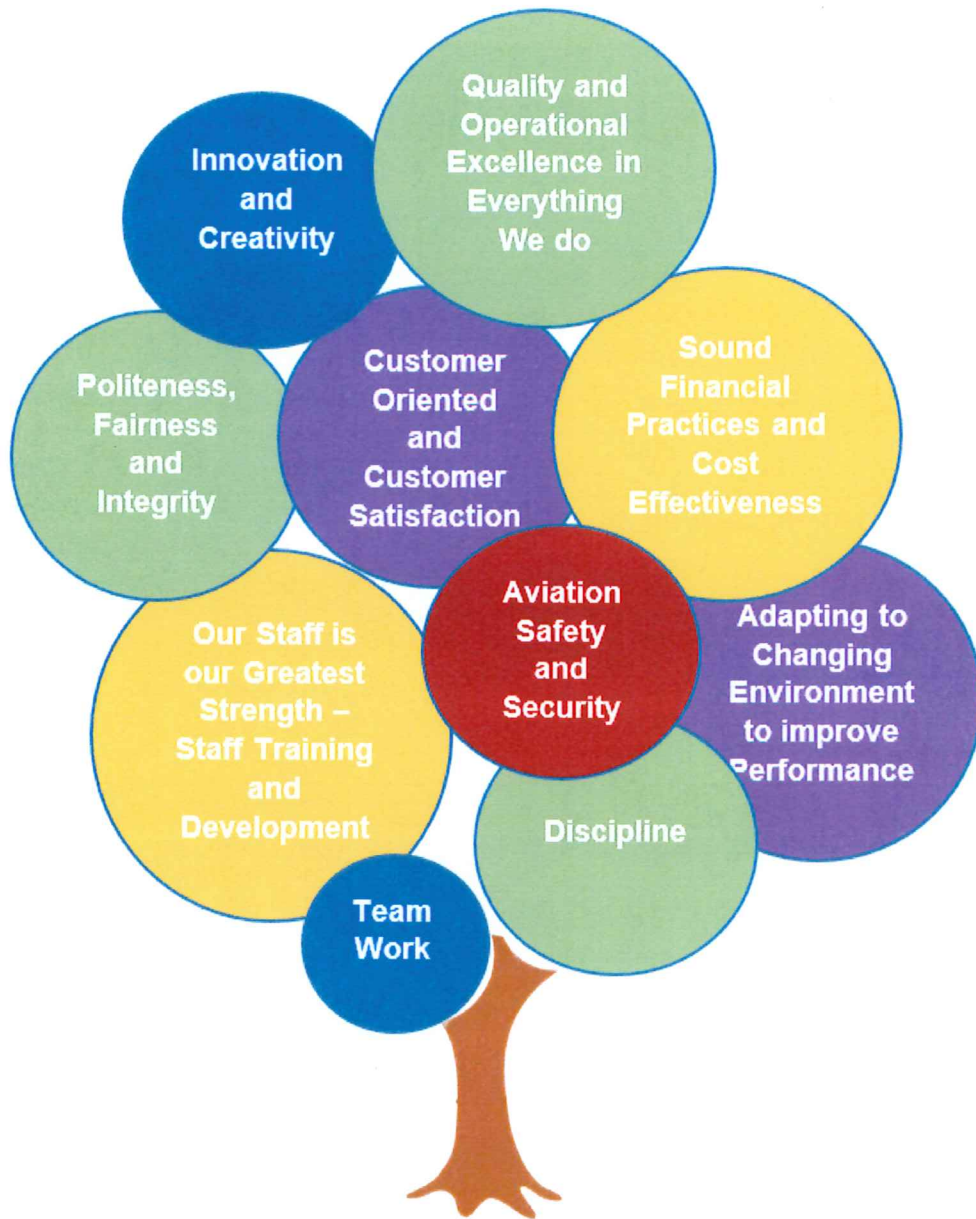 Quality and
Operational
Excellence in
Everything
We do
Innovation
and
Creativity
Customer
Oriented
and
Customer
Satisfaction
Sound
Financial
Practices and
Cost
Effectiveness
Politeness,
Fairness
and
Integrity
Aviation
Safety
and
Security
Adapting to
Changing
Environment
to improve
Performance
Our Staff is
our Greatest
Strength –
Staff Training
and
Development
Discipline
Team
Work